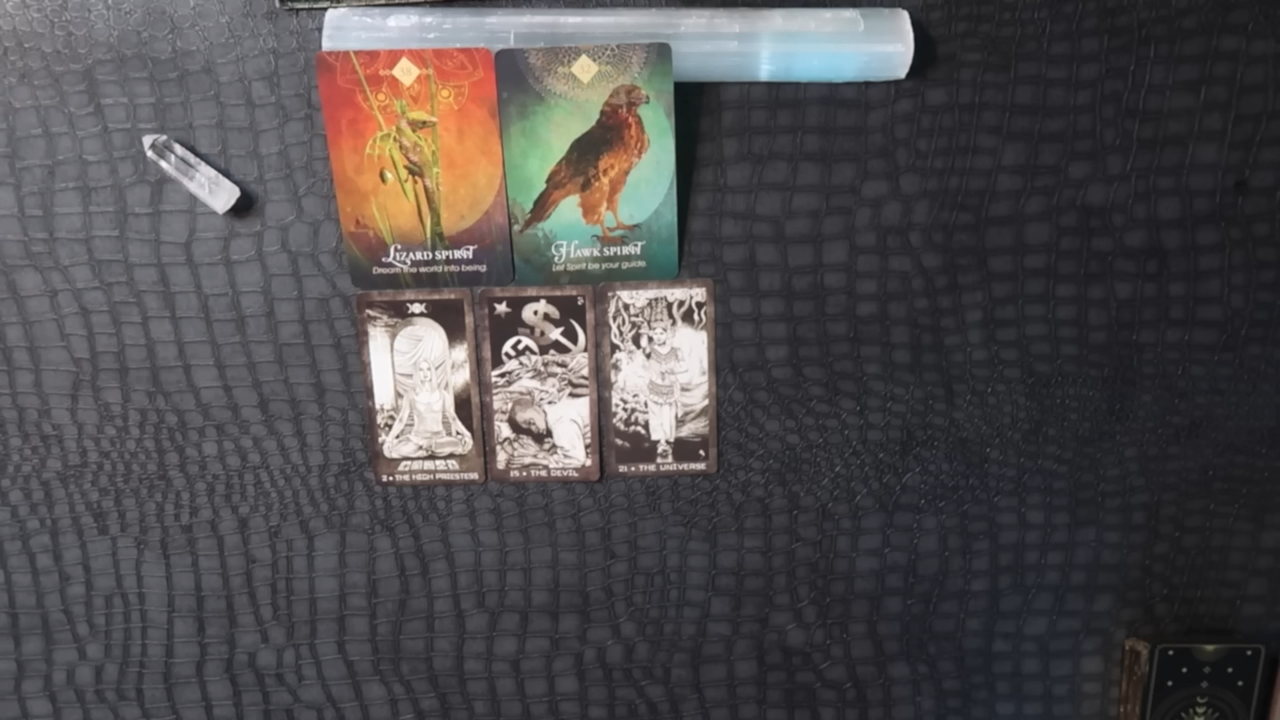 38
LIZARD SPIRIT
Dream the world into being.
HAWK SPIRIT
Let Spirit be your guide.
2 • THE HIGH PRIESTESS
$
15 • THE DEVIL
21 • THE UNIVERSE